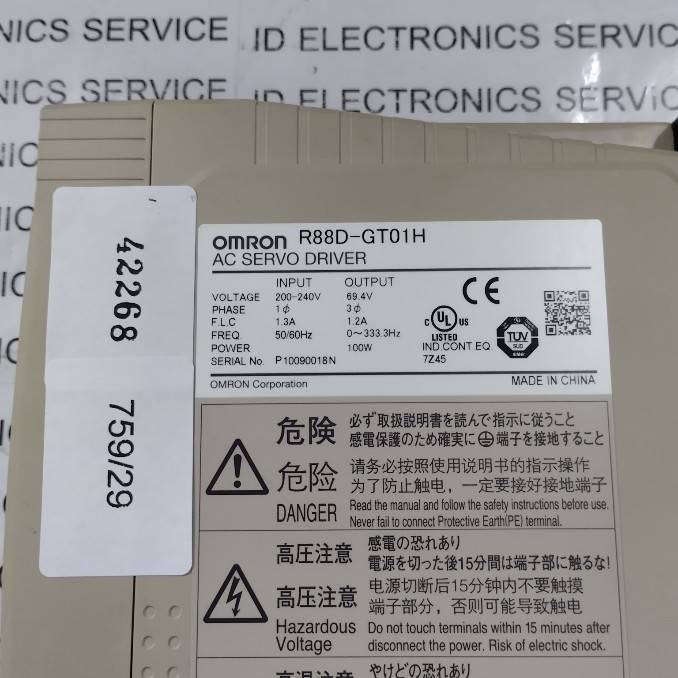 NICS SERVICE
ID ELECTRONICS SERVIC
NICS SERVICE
ID ELECTRONICS SERVIC
42268
759/29
OMRON R88D-GT01H
AC SERVO DRIVER
INPUT OUTPUT
VOLTAGE 200-240V 69.4V
PHASE 1ϕ 3ϕ
F.L.C 1.3A 1.2A
FREQ. 50/60Hz 0~333.3Hz
POWER 100W
SERIAL No. P10090018N
CE
c UL US
LISTED
IND.CONT.EQ
7Z45
TÜV
OMRON Corporation MADE IN CHINA
危険 必ず取扱説明書を読んで指示に従うこと
感電保護のため確実に⏚端子を接地すること
危险 请务必按照使用说明书的指示操作
为了防止触电，一定要接好接地端子
DANGER Read the manual and follow the safety instructions before use.
Never fail to connect Protective Earth(PE) terminal.
高圧注意 感電の恐れあり
電源を切った後15分間は端子部に触るな!
高压注意 电源切断后15分钟内不要触摸
端子部分，否则可能导致触电
Hazardous Voltage Do not touch terminals within 15 minutes after
disconnect the power. Risk of electric shock.
高温注意 やけどの恐れあり